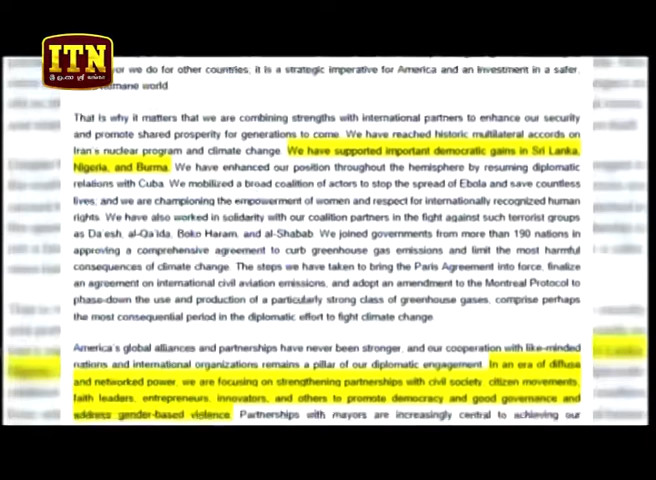 ITN
we do for other countries, it is a strategic imperative for America and an investment in a safer,
humane world.
That is why it matters that we are combining strengths with international partners to enhance our security
and promote shared prosperity for generations to come. We have reached historic multilateral accords on
Iran's nuclear program and climate change. We have supported important democratic gains in Sri Lanka,
Nigeria, and Burma. We have enhanced our position throughout the hemisphere by resuming diplomatic
relations with Cuba. We mobilized a broad coalition of actors to stop the spread of Ebola and save countless
lives, and we are championing the empowerment of women and respect for internationally recognized human
rights. We have also worked in solidarity with our coalition partners in the fight against such terrorist groups
as Da'esh, al-Qa'ida, Boko Haram, and al-Shabab. We joined governments from more than 190 nations in
approving a comprehensive agreement to curb greenhouse gas emissions and limit the most harmful
consequences of climate change. The steps we have taken to bring the Paris Agreement into force, finalize
an agreement on international civil aviation emissions, and adopt an amendment to the Montreal Protocol to
phase-down the use and production of a particularly strong class of greenhouse gases, comprise perhaps
the most consequential period in the diplomatic effort to fight climate change.
America's global alliances and partnerships have never been stronger, and our cooperation with like-minded
nations and international organizations remains a pillar of our diplomatic engagement. In an era of diffuse
and networked power, we are focusing on strengthening partnerships with civil society, citizen movements,
faith leaders, entrepreneurs, innovators, and others to promote democracy and good governance and
address gender-based violence. Partnerships with mayors are increasingly central to achieving our